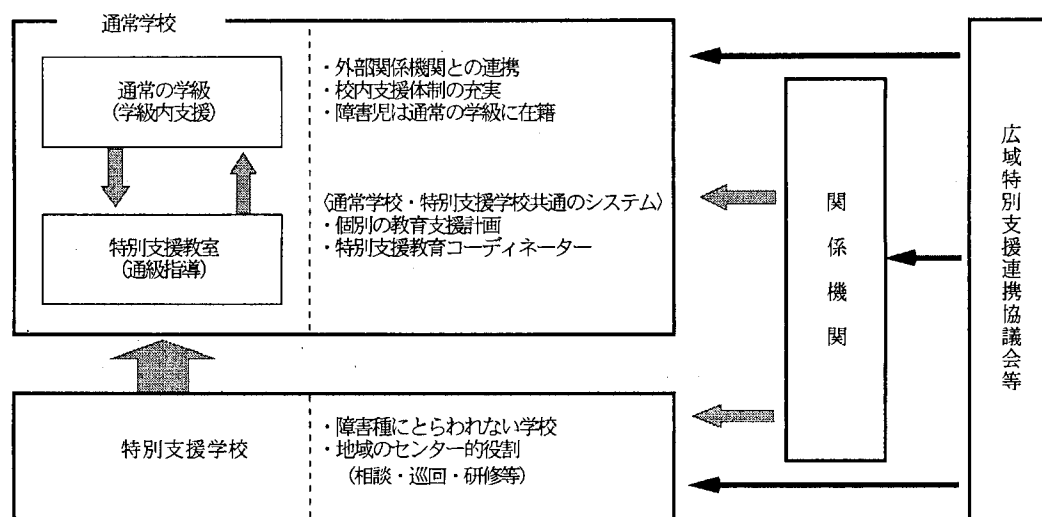 通常学校
通常の学級
(学級内支援)
特別支援教室
(通級指導)
・外部関係機関との連携
・校内支援体制の充実
・障害児は通常の学級に在籍
〈通常学校・特別支援学校共通のシステム〉
・個別の教育支援計画
・特別支援教育コーディネーター
特別支援学校
・障害種にとらわれない学校
・地域のセンター的役割
(相談・巡回・研修等)
関係機関
広域特別支援連携協議会等